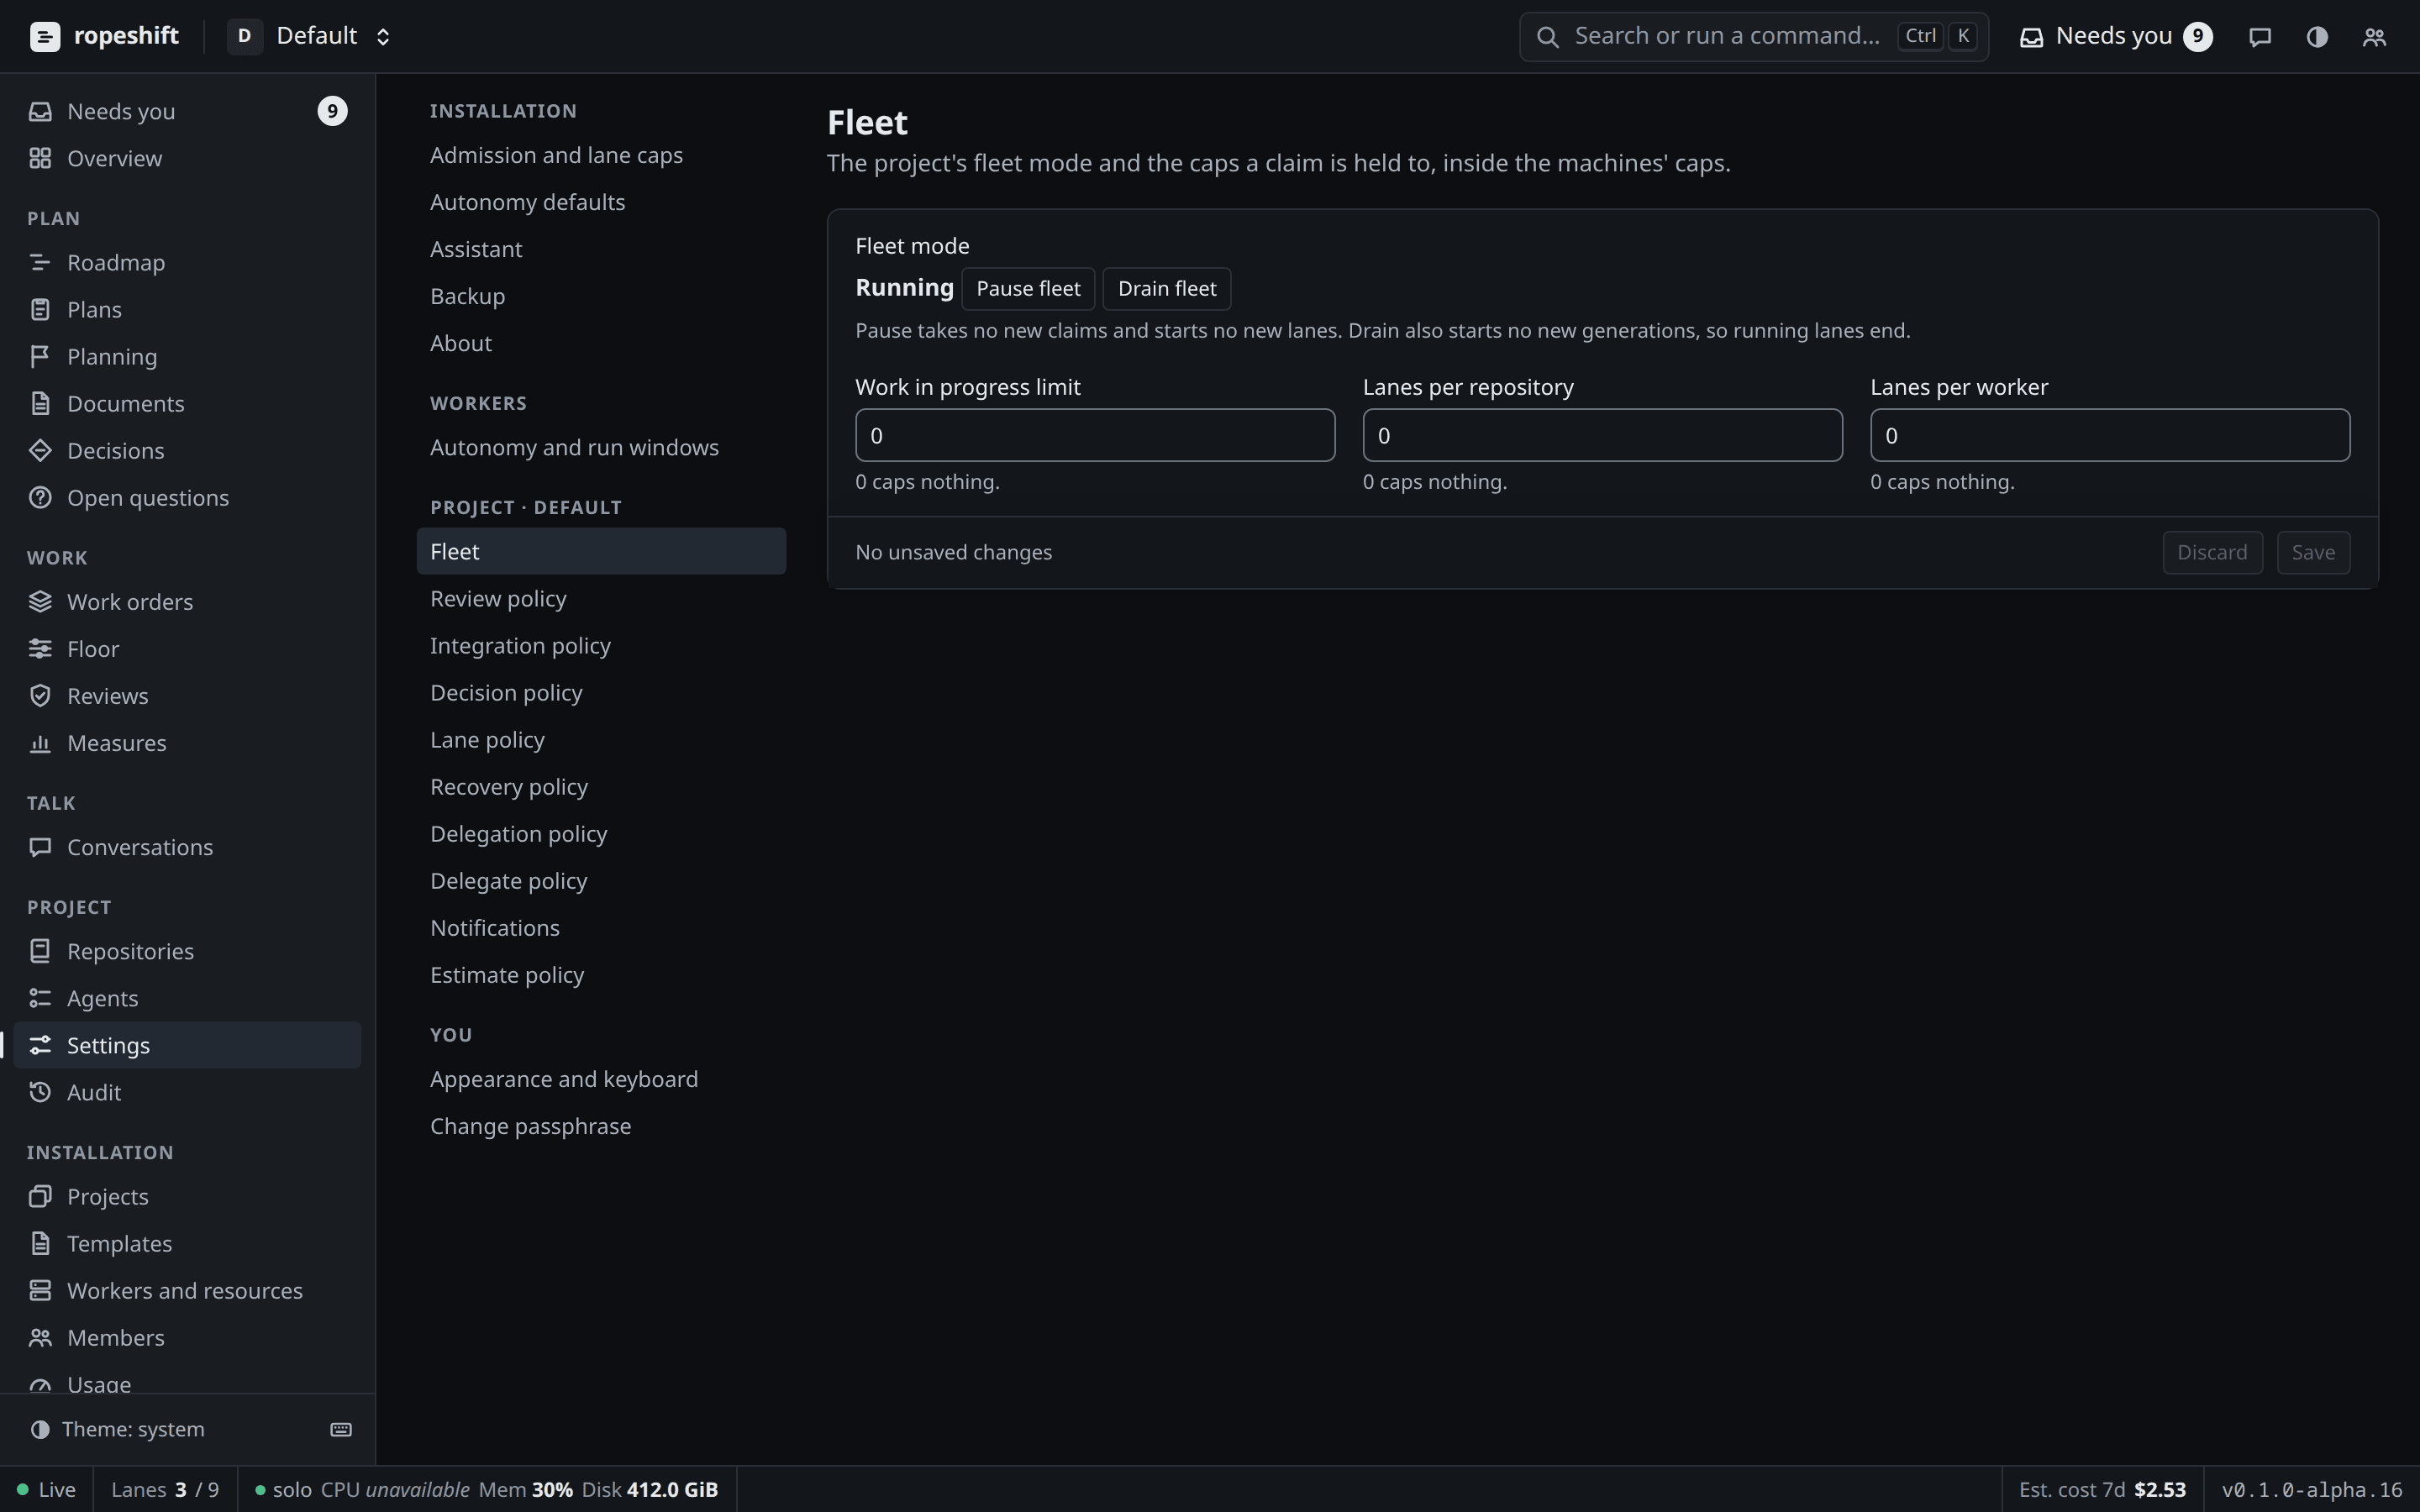 ropeshift
D Default
Search or run a command... Ctrl K
Needs you 9
Needs you 9
Overview
PLAN
Roadmap
Plans
Planning
Documents
Decisions
Open questions
WORK
Work orders
Floor
Reviews
Measures
TALK
Conversations
PROJECT
Repositories
Agents
Settings
Audit
INSTALLATION
Projects
Templates
Workers and resources
Members
Usage
Theme: system
INSTALLATION
Admission and lane caps
Autonomy defaults
Assistant
Backup
About
WORKERS
Autonomy and run windows
PROJECT · DEFAULT
Fleet
Review policy
Integration policy
Decision policy
Lane policy
Recovery policy
Delegation policy
Delegate policy
Notifications
Estimate policy
YOU
Appearance and keyboard
Change passphrase
Fleet
The project's fleet mode and the caps a claim is held to, inside the machines' caps.
Fleet mode
Running Pause fleet Drain fleet
Pause takes no new claims and starts no new lanes. Drain also starts no new generations, so running lanes end.
Work in progress limit Lanes per repository Lanes per worker
0 0 0
0 caps nothing. 0 caps nothing. 0 caps nothing.
No unsaved changes Discard Save
Live Lanes 3 / 9 solo CPU unavailable Mem 30% Disk 412.0 GiB Est. cost 7d $2.53 v0.1.0-alpha.16